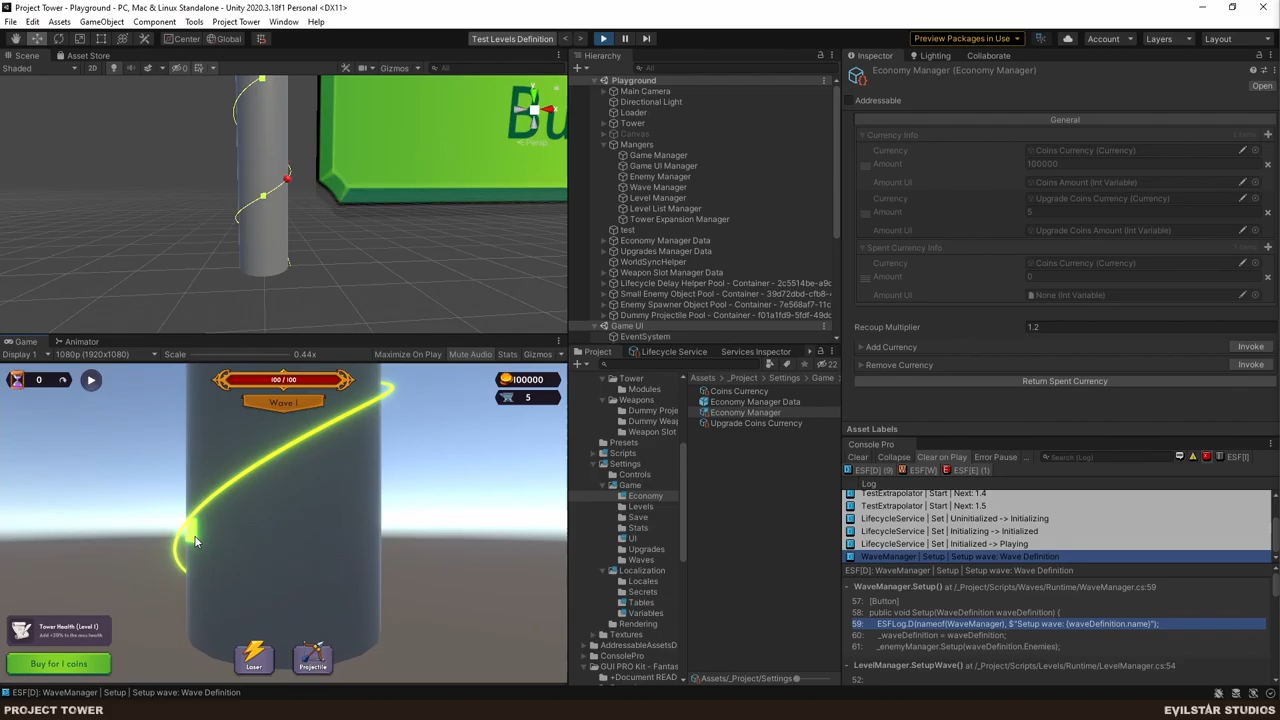 Project Tower - Playground - PC, Mac & Linux Standalone - Unity 2020.3.18f1 Personal <DX11>
File Edit Assets GameObject Component Tools Project Tower Window Help
Center Global Test Levels Definition Preview Packages in Use Account Layers Layout
Scene Asset Store
Shaded 2D 0 Gizmos All
Bu
y
x
Persp
Hierarchy
All
Playground
Main Camera
Directional Light
Loader
Tower
Canvas
Mangers
Game Manager
Game UI Manager
Enemy Manager
Wave Manager
Level Manager
Level List Manager
Tower Expansion Manager
test
Economy Manager Data
Upgrades Manager Data
WorldSyncHelper
Weapon Slot Manager Data
Lifecycle Delay Helper Pool - Container - 2c5514be-a9d
Small Enemy Object Pool - Container - 39d72dbd-cfb8-
Enemy Spawner Object Pool - Container - 7e568af7-11c
Dummy Projectile Pool - Container - f01a1fd9-5fdf-49dc
Game UI
EventSystem
Game Animator
Display 1 1080p (1920x1080) Scale 0.44x Maximize On Play Mute Audio Stats Gizmos
0
100 / 100
Wave 1
100000
5
Tower Health (Level 1)
Add +20% to the max health
Buy for 1 coins
Laser
Projectile
Project Lifecycle Service Services Inspector
22
Tower
Modules
Weapons
Dummy Proje
Dummy Weap
Weapon Slot
Presets
Scripts
Settings
Controls
Game
Economy
Levels
Save
Stats
UI
Upgrades
Waves
Localization
Locales
Secrets
Tables
Variables
Rendering
Textures
AddressableAssetsD
ConsolePro
GUI PRO Kit - Fantas
+Document READ
Assets _Project Settings Game
Coins Currency
Economy Manager Data
Economy Manager
Upgrade Coins Currency
Assets/_Project/Settings
Inspector Lighting Collaborate
Economy Manager (Economy Manager)
Open
Addressable
General
Currency Info
Currency Coins Currency (Currency)
Amount 100000
Amount UI Coins Amount (Int Variable)
Currency Upgrade Coins Currency (Currency)
Amount 5
Amount UI Upgrade Coins Amount (Int Variable)
Spent Currency Info
Currency Coins Currency (Currency)
Amount 0
Amount UI None (Int Variable)
Recoup Multiplier 1.2
Add Currency Invoke
Remove Currency Invoke
Return Spent Currency
Asset Labels
Console Pro
Clear Collapse Clear on Play Error Pause Search (Log) ESF[I]
ESF[D] (9) ESF[W] ESF[E] (1)
Log
TestExtrapolator | Start | Next: 1.4
TestExtrapolator | Start | Next: 1.5
LifecycleService | Set | Uninitialized -> Initializing
LifecycleService | Set | Initializing -> Initialized
LifecycleService | Set | Initialized -> Playing
WaveManager | Setup | Setup wave: Wave Definition
ESF[D]: WaveManager | Setup | Setup wave: Wave Definition
WaveManager.Setup() at /_Project/Scripts/Waves/Runtime/WaveManager.cs:59
57: [Button]
58: public void Setup(WaveDefinition waveDefinition) {
59: ESFLog.D(nameof(WaveManager), $"Setup wave: {waveDefinition.name}");
60: _waveDefinition = waveDefinition;
61: _enemyManager.Setup(waveDefinition.Enemies);
LevelManager.SetupWave() at /_Project/Scripts/Levels/Runtime/LevelManager.cs:54
52:
ESF[D]: WaveManager | Setup | Setup wave: Wave Definition
PROJECT TOWER
EVILSTAR STUDIOS